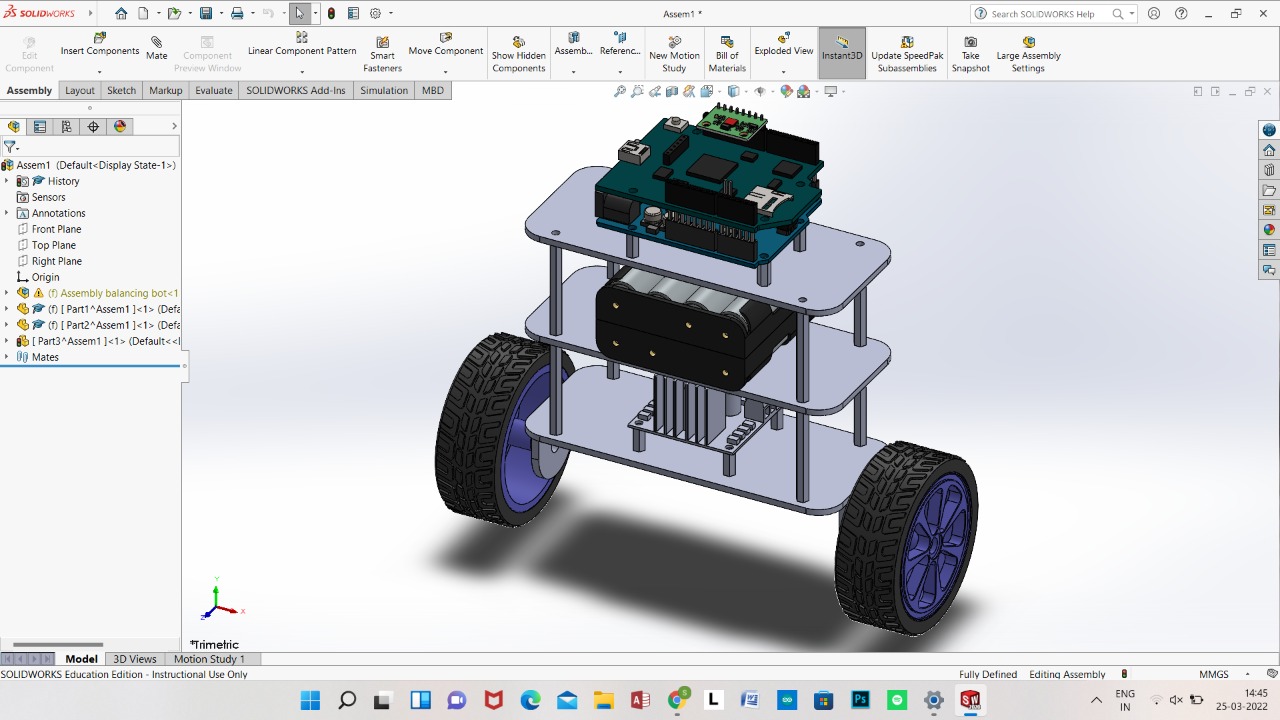 SOLIDWORKS
Assem1 *
Search SOLIDWORKS Help
Edit
Component
Insert Components
Mate
Component
Preview Window
Linear Component Pattern
Smart
Fasteners
Move Component
Show Hidden
Components
Assemb...
Referenc...
New Motion
Study
Bill of
Materials
Exploded View
Instant3D
Update SpeedPak
Subassemblies
Take
Snapshot
Large Assembly
Settings
Assembly Layout Sketch Markup Evaluate SOLIDWORKS Add-Ins Simulation MBD
Assem1 (Default<Display State-1>)
History
Sensors
Annotations
Front Plane
Top Plane
Right Plane
Origin
(f) Assembly balancing bot<1
(f) [ Part1^Assem1 ]<1> (Defa
(f) [ Part2^Assem1 ]<1> (Defa
[ Part3^Assem1 ]<1> (Default<<
Mates
Y
X
Z
*Trimetric
Model 3D Views Motion Study 1
SOLIDWORKS Education Edition - Instructional Use Only
Fully Defined Editing Assembly MMGS
ENG
IN
14:45
25-03-2022